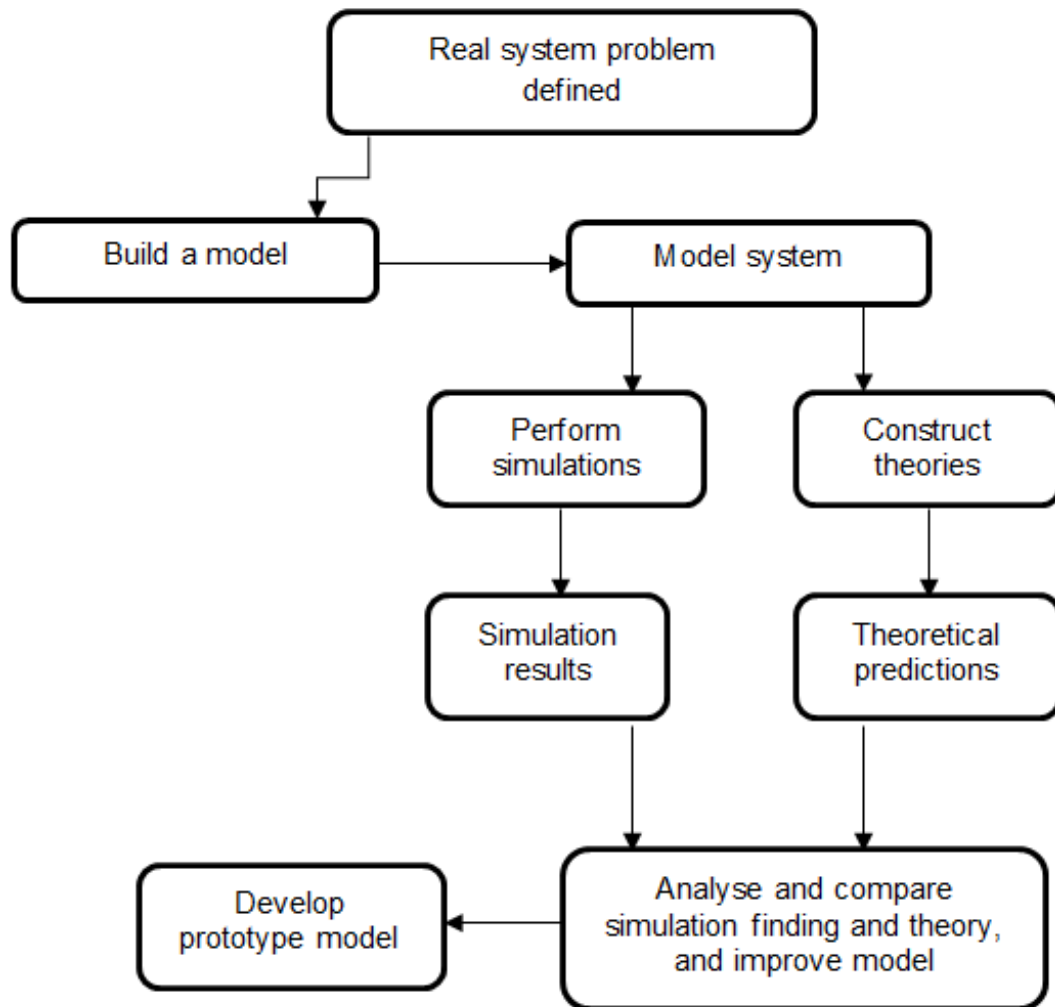 Real system problem
defined
Build a model
Model system
Perform
simulations
Construct
theories
Simulation
results
Theoretical
predictions
Develop
prototype model
Analyse and compare
simulation finding and theory,
and improve model